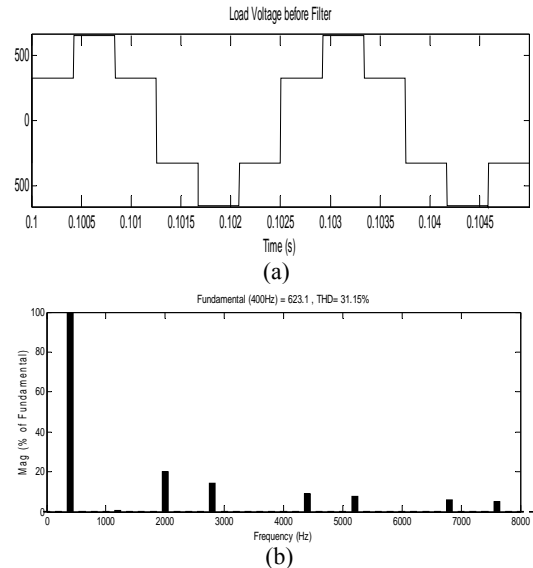 Load Voltage before Filter
500
0
500
0.1 0.1005 0.101 0.1015 0.102 0.1025 0.103 0.1035 0.104 0.1045
Time (s)
(a)
Fundamental (400Hz) = 623.1 , THD= 31.15%
100
80
60
40
20
0
Mag (% of Fundamental)
0 1000 2000 3000 4000 5000 6000 7000 8000
Frequency (Hz)
(b)